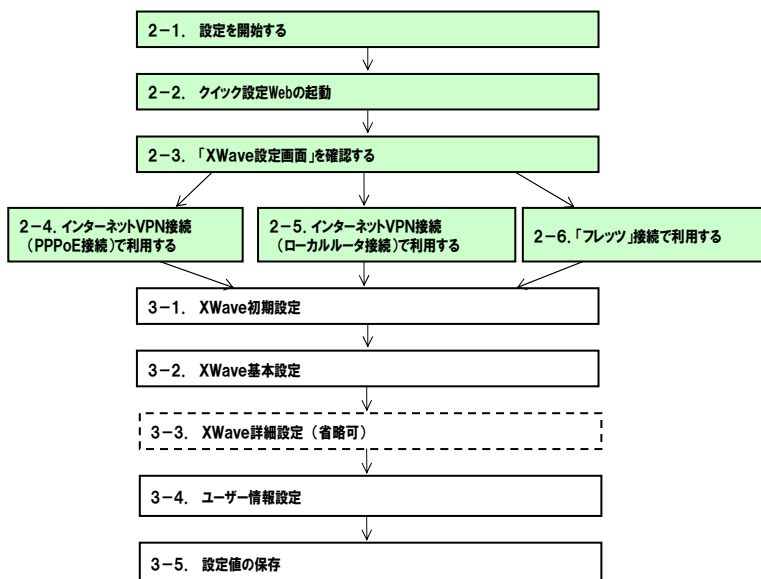 2-1. 設定を開始する
2-2. クイック設定Webの起動
2-3. 「XWave設定画面」を確認する
2-4. インターネットVPN接続
(PPPoE接続)で利用する
2-5. インターネットVPN接続
(ローカルルータ接続)で利用する
2-6. 「フレッツ」接続で利用する
3-1. XWave初期設定
3-2. XWave基本設定
3-3. XWave詳細設定 (省略可)
3-4. ユーザー情報設定
3-5. 設定値の保存